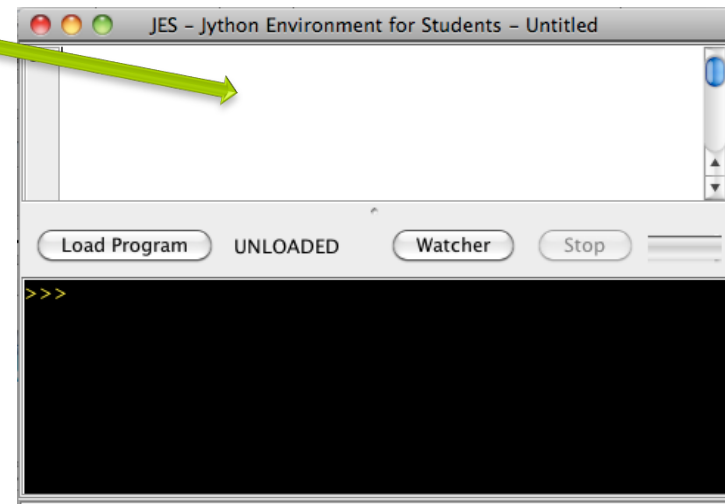 JES – Jython Environment for Students – Untitled
Load Program UNLOADED Watcher Stop
>>>